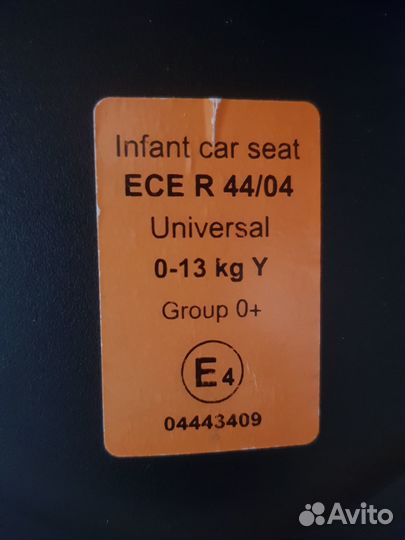 Infant car seat
ECE R 44/04
Universal
0-13 kg Y
Group 0+
E4
04443409
Avito